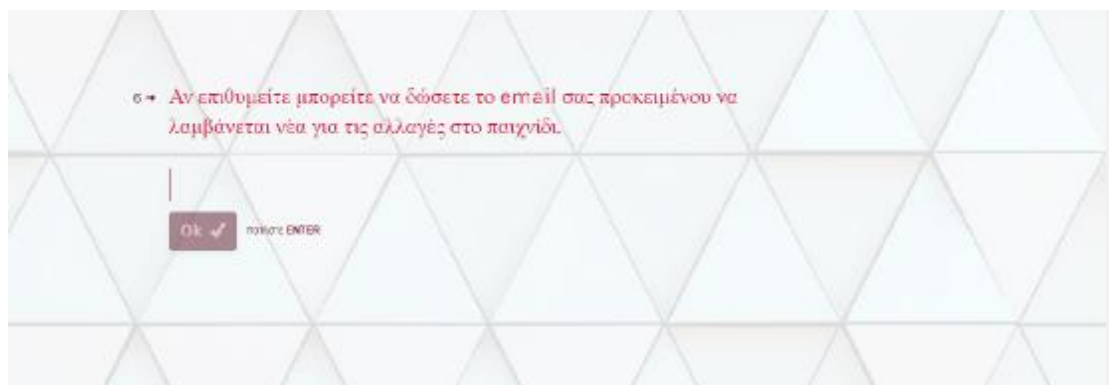 6 → Αν επιθυμείτε μπορείτε να δώσετε το email σας προκειμένου να
λαμβάνεται νέα για τις αλλαγές στο παιχνίδι.
Ok ✓ πατήστε ENTER